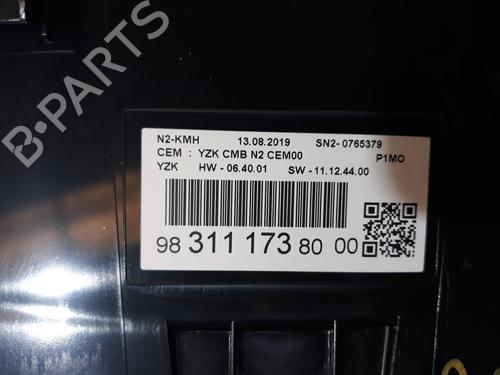 B-PARTS
N2-KMH 13.08.2019 SN2- 0765379
CEM : YZK CMB N2 CEM00 P1MO
YZK HW - 06.40.01 SW - 11.12.44.00
98 311 173 80 00